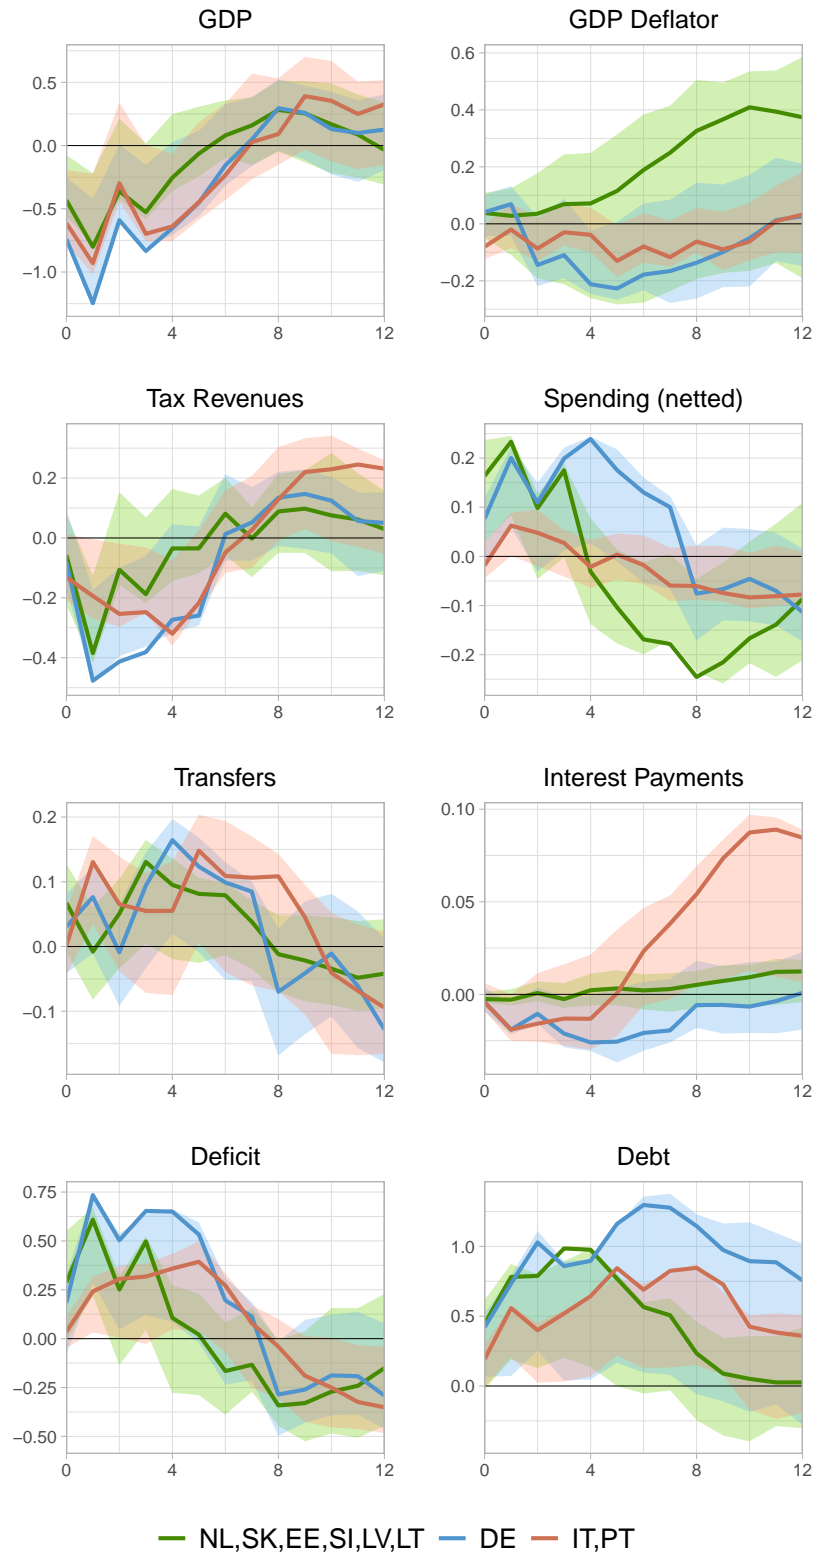 GDP
GDP Deflator
0.5
0.0
−0.5
−1.0
0 4 8 12
0.6
0.4
0.2
0.0
−0.2
0 4 8 12
Tax Revenues
Spending (netted)
0.2
0.0
−0.2
−0.4
0 4 8 12
0.2
0.1
0.0
−0.1
−0.2
0 4 8 12
Transfers
Interest Payments
0.2
0.1
0.0
−0.1
0 4 8 12
0.10
0.05
0.00
0 4 8 12
Deficit
Debt
0.75
0.50
0.25
0.00
−0.25
−0.50
0 4 8 12
1.0
0.5
0.0
0 4 8 12
NL,SK,EE,SI,LV,LT DE IT,PT